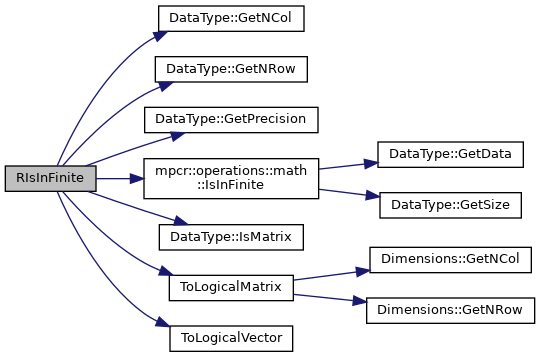 DataType::GetNCol
DataType::GetNRow
DataType::GetPrecision
RIsInFinite
mpcr::operations::math
::IsInFinite
DataType::GetData
DataType::GetSize
DataType::IsMatrix
ToLogicalMatrix
Dimensions::GetNCol
Dimensions::GetNRow
ToLogicalVector